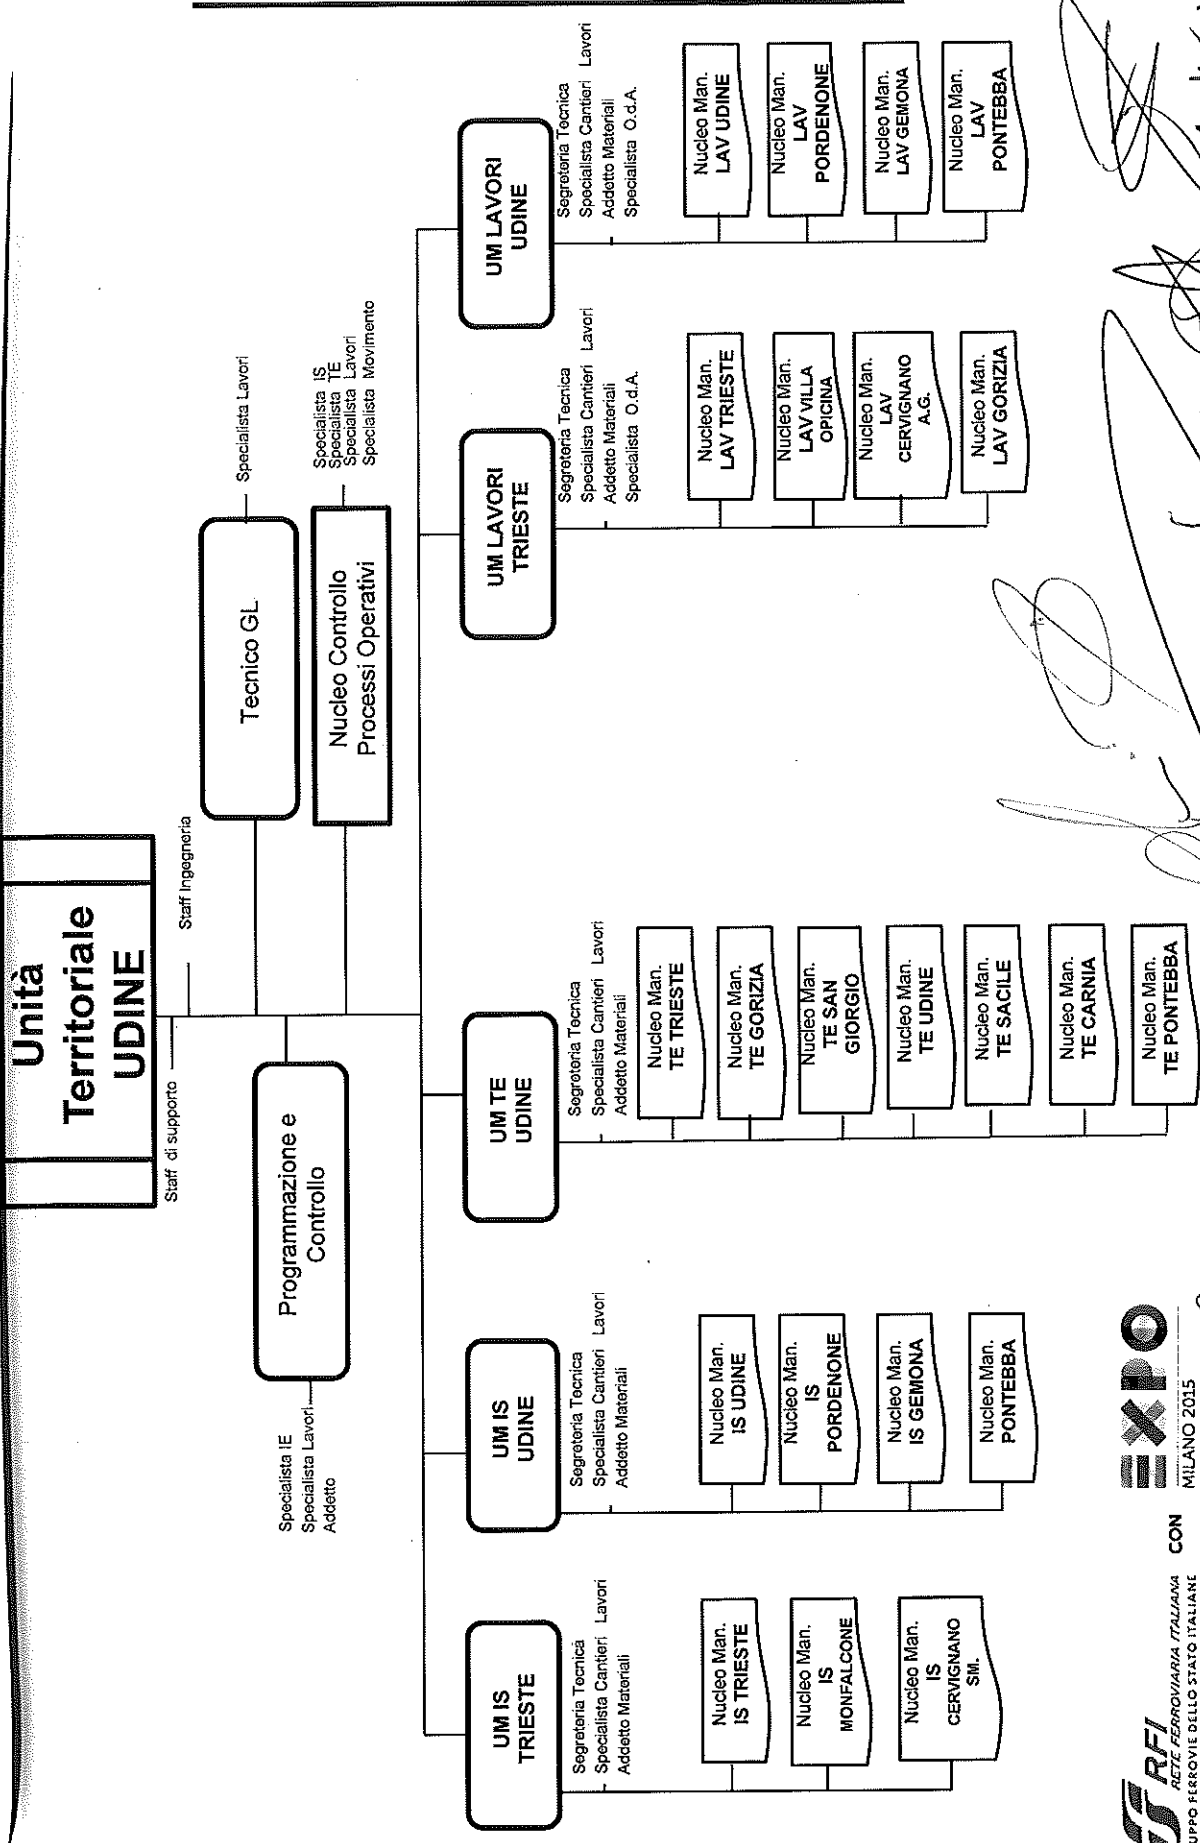 Unità
Territoriale
UDINE
Staff di supporto
Staff Ingegneria
Programmazione e
Controllo
Specialista IE
Specialista Lavori
Addetto
Tecnico GL
Specialista Lavori
Nucleo Controllo
Processi Operativi
Specialista IS
Specialista TE
Specialista Lavori
Specialista Movimento
UM IS
TRIESTE
Segreteria Tecnica
Specialista Cantieri Lavori
Addetto Materiali
Nucleo Man.
IS TRIESTE
Nucleo Man.
IS
MONFALCONE
Nucleo Man.
IS
CERVIGNANO
SM.
UM IS
UDINE
Segreteria Tecnica
Specialista Cantieri Lavori
Addetto Materiali
Nucleo Man.
IS UDINE
Nucleo Man.
IS
PORDENONE
Nucleo Man.
IS GEMONA
Nucleo Man.
PONTEBBA
UM TE
UDINE
Segreteria Tecnica
Specialista Cantieri Lavori
Addetto Materiali
Nucleo Man.
TE TRIESTE
Nucleo Man.
TE GORIZIA
Nucleo Man.
TE SAN
GIORGIO
Nucleo Man.
TE UDINE
Nucleo Man.
TE SACILE
Nucleo Man.
TE CARNIA
Nucleo Man.
TE PONTEBBA
UM LAVORI
TRIESTE
Segreteria Tecnica
Specialista Cantieri Lavori
Addetto Materiali
Specialista O.d.A.
Nucleo Man.
LAV TRIESTE
Nucleo Man.
LAV VILLA
OPICINA
Nucleo Man.
LAV
CERVIGNANO
A.G.
Nucleo Man.
LAV GORIZIA
UM LAVORI
UDINE
Segreteria Tecnica
Specialista Cantieri Lavori
Addetto Materiali
Specialista O.d.A.
Nucleo Man.
LAV UDINE
Nucleo Man.
LAV
PORDENONE
Nucleo Man.
LAV GEMONA
Nucleo Man.
LAV
PONTEBBA
RFI
RETE FERROVIARIA ITALIANA
UPPO FERROVIE DELLO STATO ITALIANE
CON
EXPO
MILANO 2015